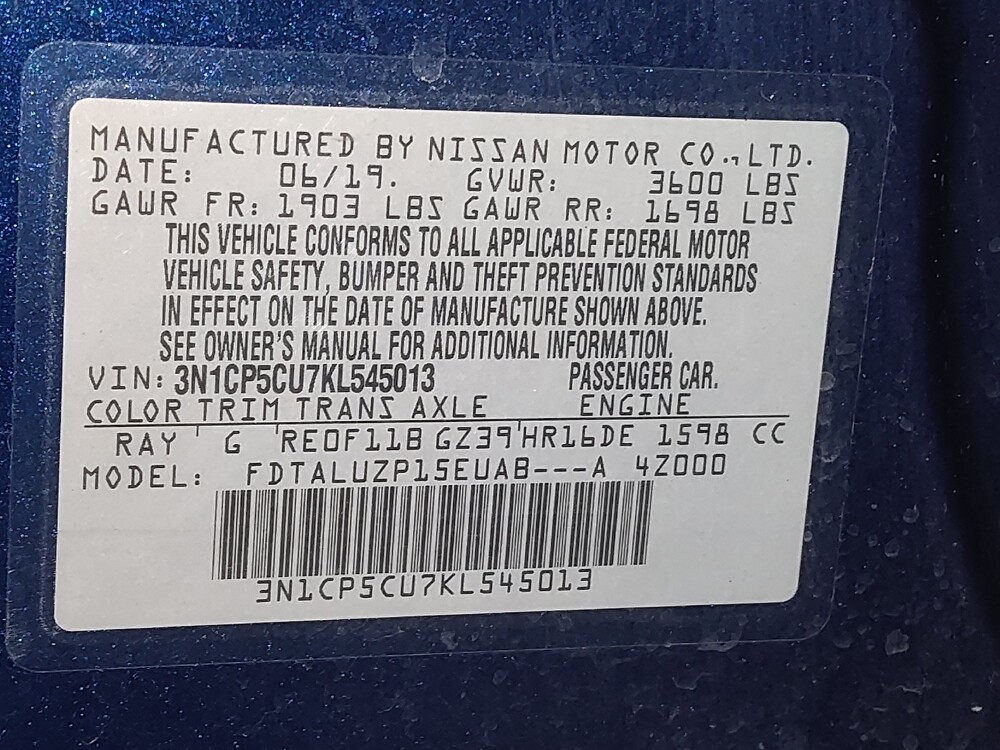 MANUFACTURED BY NISSAN MOTOR CO., LTD.
DATE: 06/19. GVWR: 3600 LBS
GAWR FR: 1903 LBS GAWR RR: 1698 LBS
THIS VEHICLE CONFORMS TO ALL APPLICABLE FEDERAL MOTOR
VEHICLE SAFETY, BUMPER AND THEFT PREVENTION STANDARDS
IN EFFECT ON THE DATE OF MANUFACTURE SHOWN ABOVE.
SEE OWNER'S MANUAL FOR ADDITIONAL INFORMATION.
VIN: 3N1CP5CU7KL545013 PASSENGER CAR.
COLOR TRIM TRANS AXLE ENGINE
RAY G RE0F11B GZ39 HR16DE 1598 CC
MODEL: FDTALUZP15EUAB---A 4Z000
3N1CP5CU7KL545013